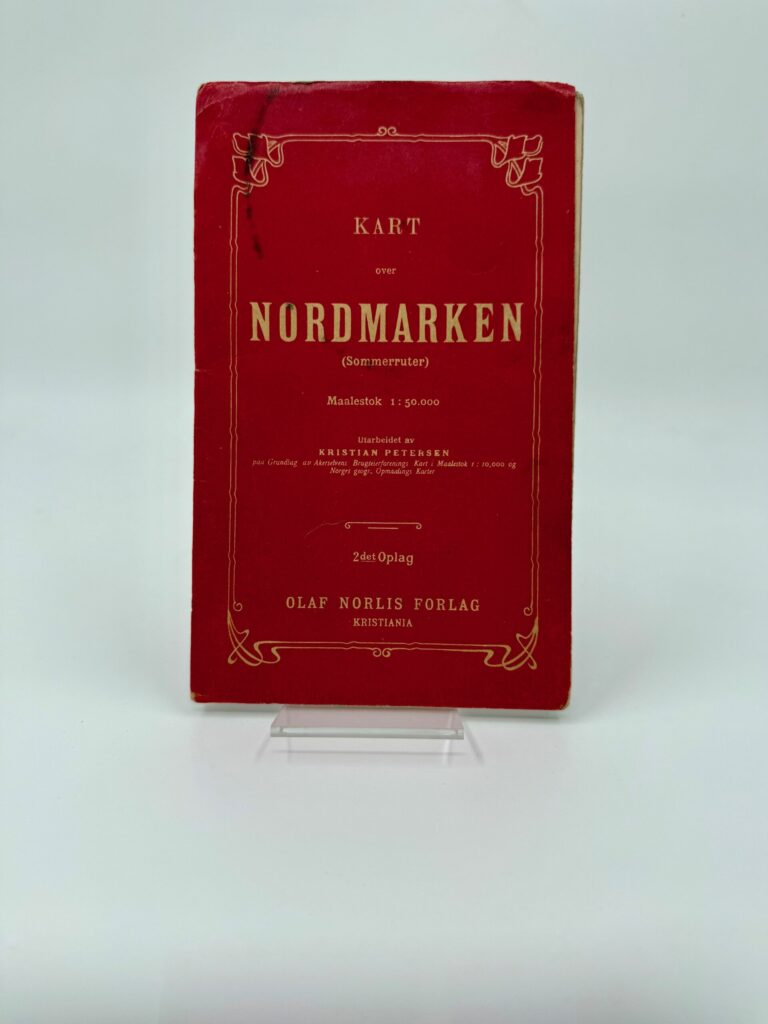 KART
over
NORDMARKEN
(Sommerruter)
Maalestok 1 : 50.000
Utarbeidet av
KRISTIAN PETERSEN
paa Grundlag av Akerselvens Brugseierforenings Kart i Maalestok 1 : 10,000 og
Norges geogr. Opmaalings Karter
2det Oplag
OLAF NORLIS FORLAG
KRISTIANIA